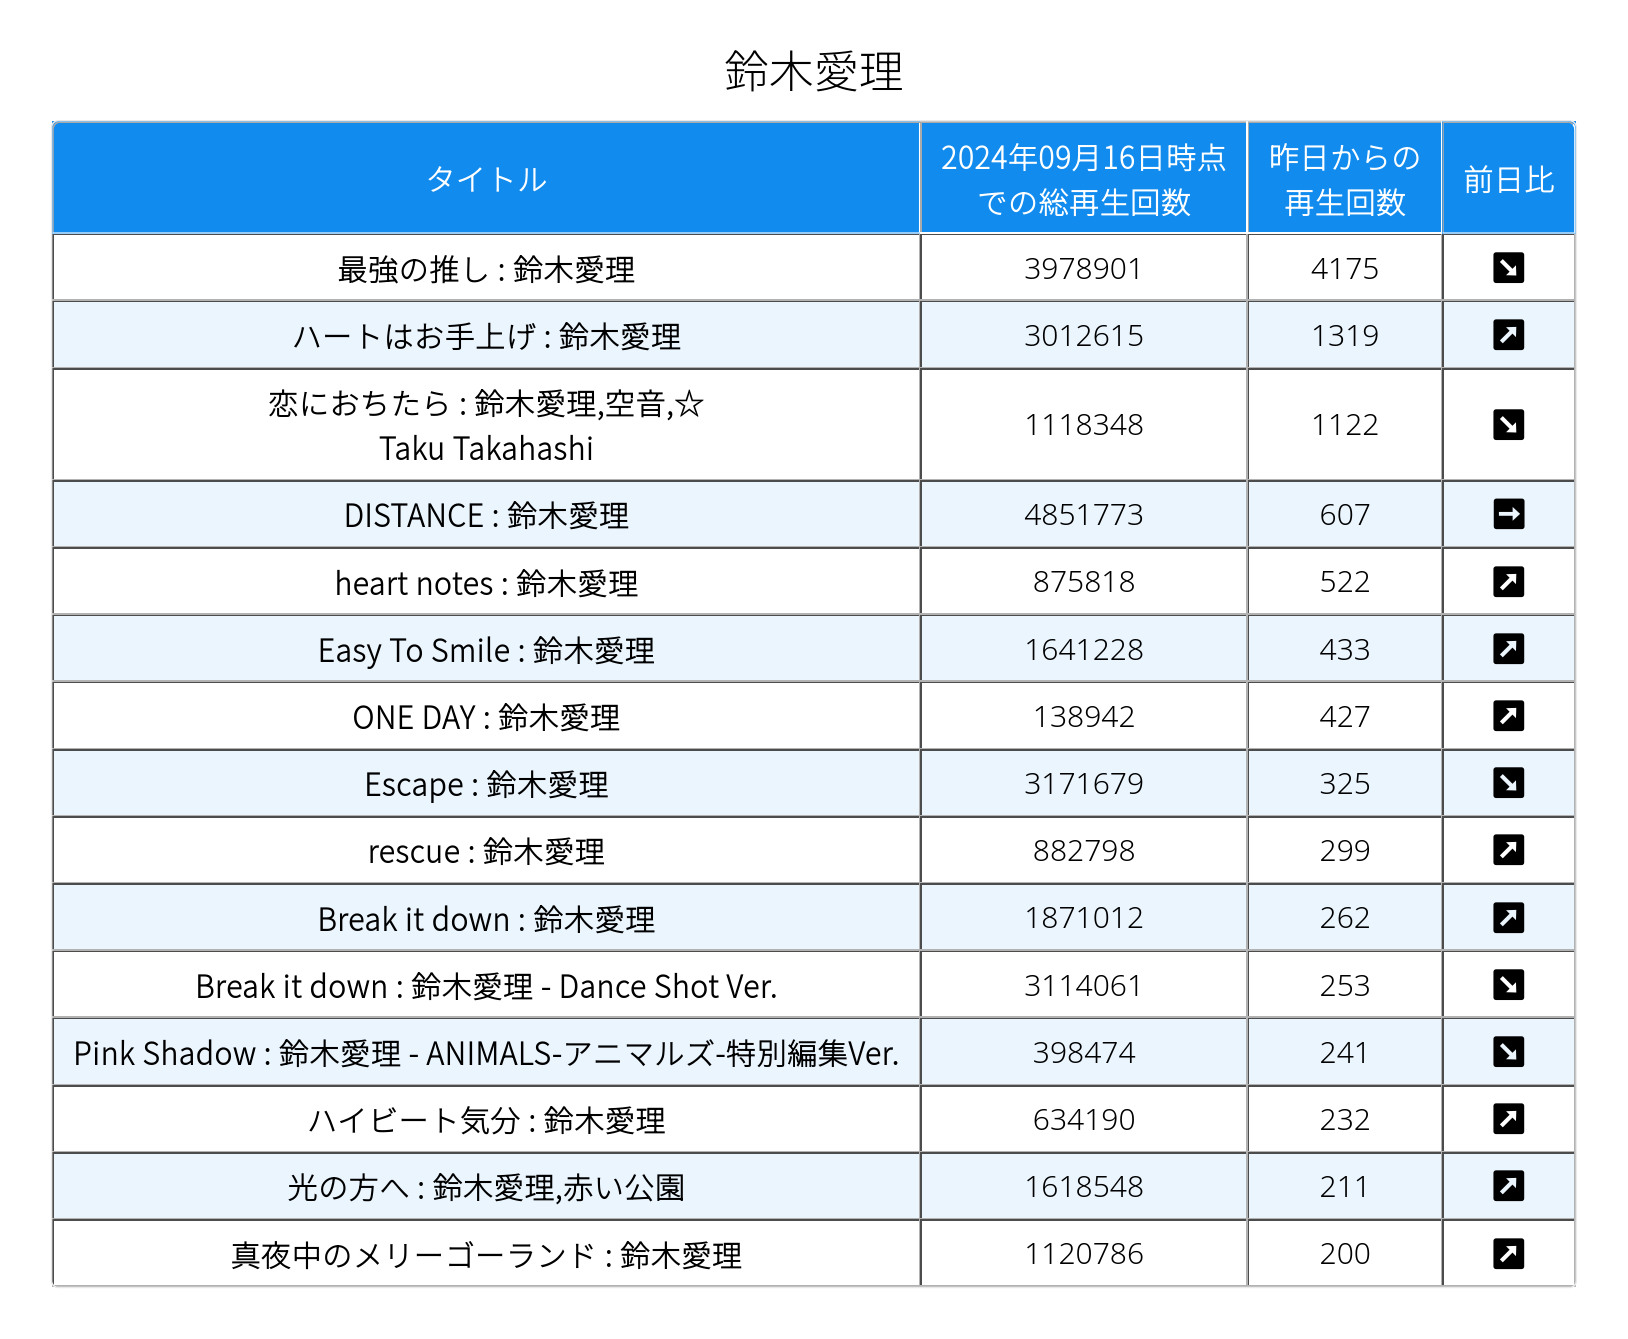 鈴木愛理
タイトル
2024年09月16日時点
での総再生回数
昨日からの
再生回数
前日比
最強の推し : 鈴木愛理 3978901 4175 ↘
ハートはお手上げ : 鈴木愛理 3012615 1319 ↗
恋におちたら : 鈴木愛理,空音,☆
Taku Takahashi 1118348 1122 ↘
DISTANCE : 鈴木愛理 4851773 607 →
heart notes : 鈴木愛理 875818 522 ↗
Easy To Smile : 鈴木愛理 1641228 433 ↗
ONE DAY : 鈴木愛理 138942 427 ↗
Escape : 鈴木愛理 3171679 325 ↘
rescue : 鈴木愛理 882798 299 ↗
Break it down : 鈴木愛理 1871012 262 ↗
Break it down : 鈴木愛理 - Dance Shot Ver. 3114061 253 ↘
Pink Shadow : 鈴木愛理 - ANIMALS-アニマルズ-特別編集Ver. 398474 241 ↘
ハイビート気分 : 鈴木愛理 634190 232 ↗
光の方へ : 鈴木愛理,赤い公園 1618548 211 ↗
真夜中のメリーゴーランド : 鈴木愛理 1120786 200 ↗